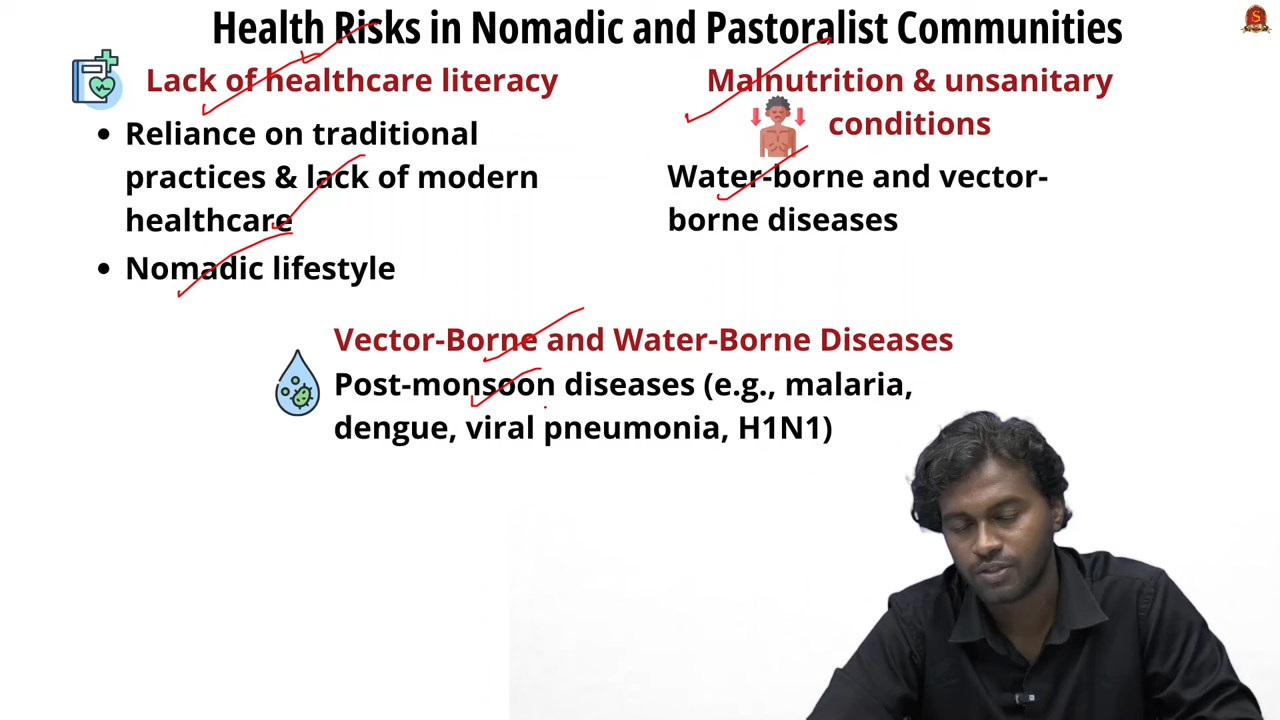 Health Risks in Nomadic and Pastoralist Communities
Lack of healthcare literacy
• Reliance on traditional
practices & lack of modern
healthcare
• Nomadic lifestyle
Malnutrition & unsanitary
conditions
Water-borne and vector-
borne diseases
Vector-Borne and Water-Borne Diseases
Post-monsoon diseases (e.g., malaria,
dengue, viral pneumonia, H1N1)
S